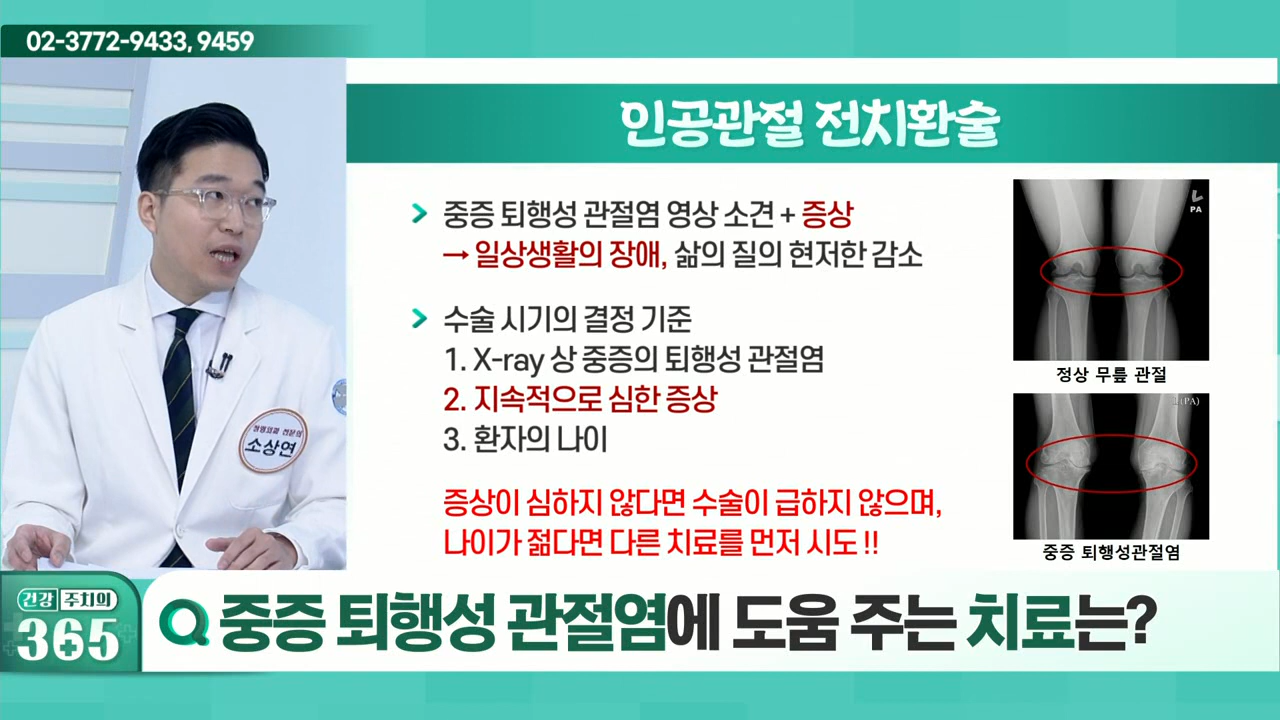 02-3772-9433, 9459
인공관절 전치환술
중증 퇴행성 관절염 영상 소견 + 증상
→ 일상생활의 장애, 삶의 질의 현저한 감소
수술 시기의 결정 기준
1. X-ray 상 중증의 퇴행성 관절염
2. 지속적으로 심한 증상
3. 환자의 나이
증상이 심하지 않다면 수술이 급하지 않으며,
나이가 젊다면 다른 치료를 먼저 시도 !!
L
PA
정상 무릎 관절
L(PA)
중증 퇴행성관절염
정형외과 전문의
소상연
건강 주치의
365
Q 중증 퇴행성 관절염에 도움 주는 치료는?